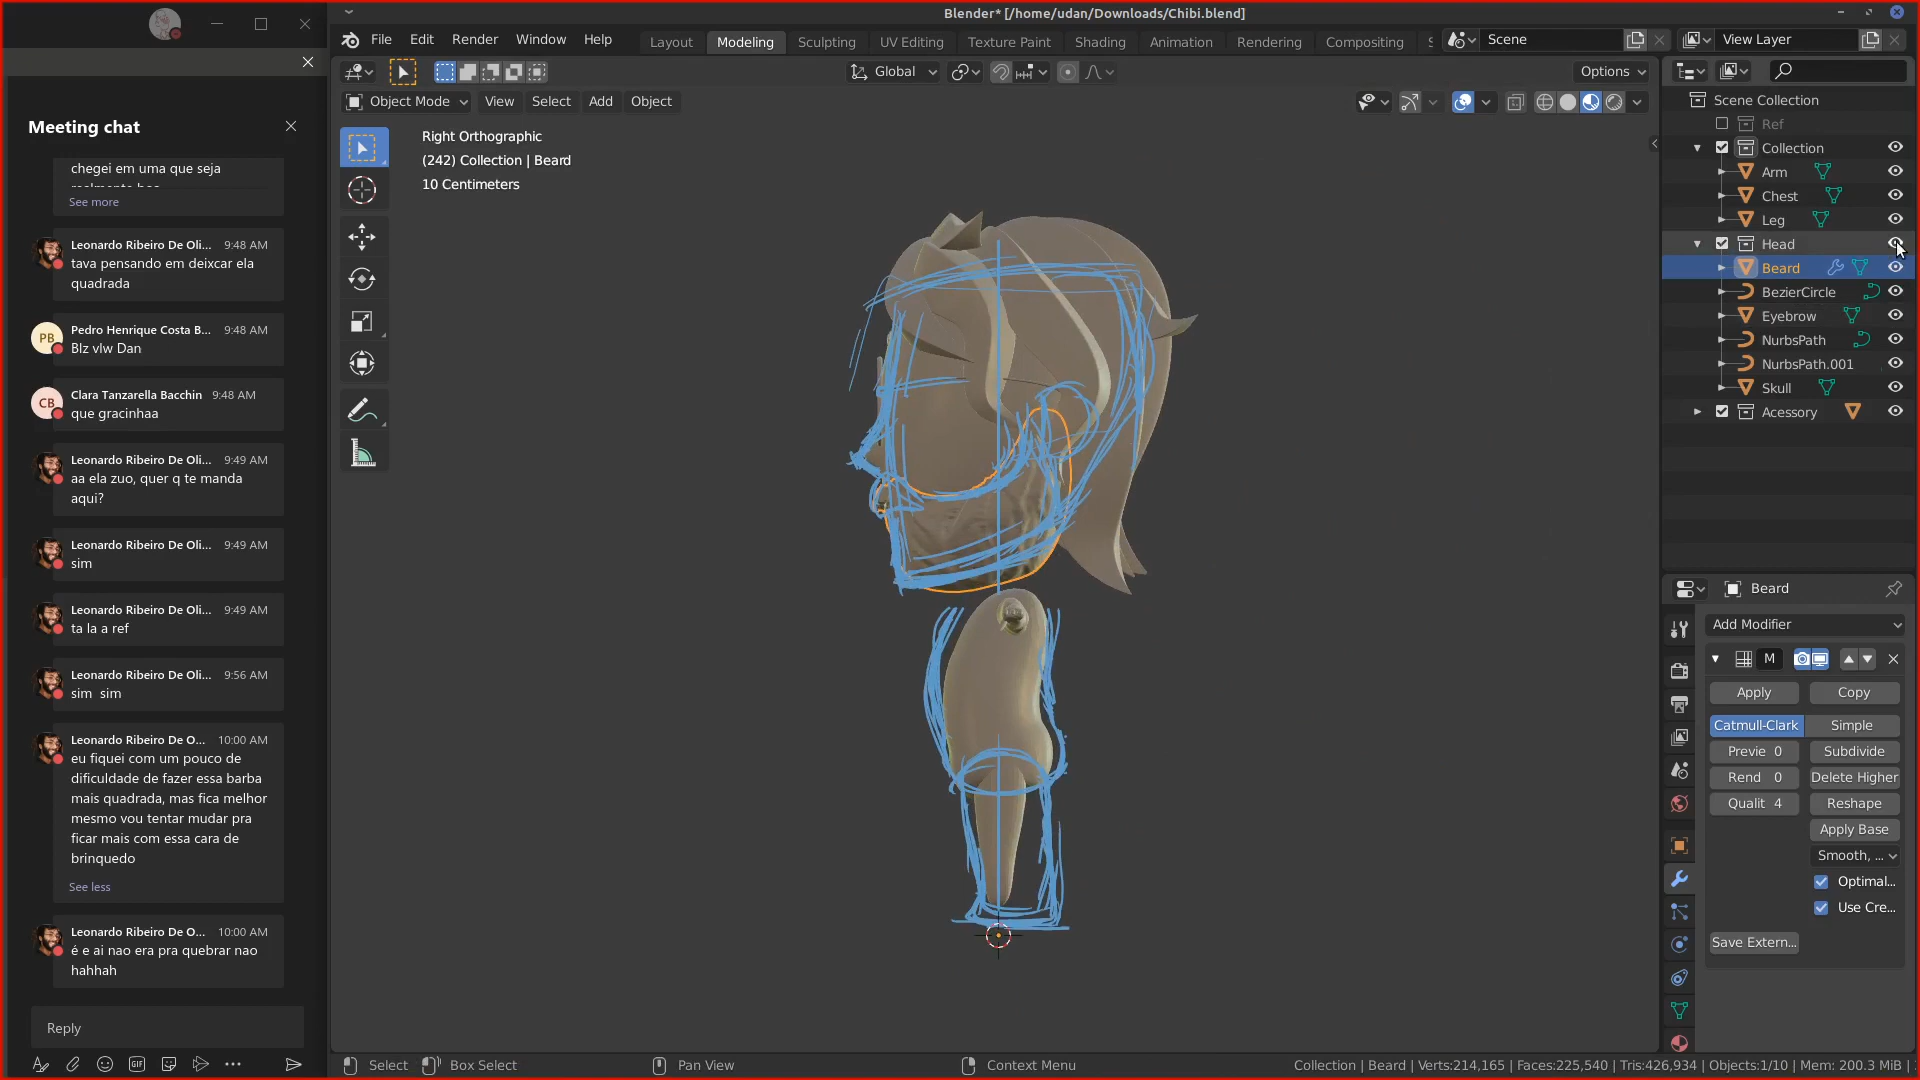 Meeting chat
chegei em uma que seja
See more
Leonardo Ribeiro De Oli... 9:48 AM
tava pensando em deixcar ela
quadrada
PB
Pedro Henrique Costa B... 9:48 AM
Blz vlw Dan
CB
Clara Tanzarella Bacchin 9:48 AM
que gracinhaa
Leonardo Ribeiro De Oli... 9:49 AM
aa ela zuo, quer q te manda
aqui?
Leonardo Ribeiro De Oli... 9:49 AM
sim
Leonardo Ribeiro De Oli... 9:49 AM
ta la a ref
Leonardo Ribeiro De Oli... 9:56 AM
sim sim
Leonardo Ribeiro De O... 10:00 AM
eu fiquei com um pouco de
dificuldade de fazer essa barba
mais quadrada, mas fica melhor
mesmo vou tentar mudar pra
ficar mais com essa cara de
brinquedo
See less
Leonardo Ribeiro De O... 10:00 AM
é e ai nao era pra quebrar nao
hahhah
Reply
GIF
Blender* [/home/udan/Downloads/Chibi.blend]
File Edit Render Window Help
Layout Modeling Sculpting UV Editing Texture Paint Shading Animation Rendering Compositing
Scene
View Layer
Global
Options
Object Mode View Select Add Object
Right Orthographic
(242) Collection | Beard
10 Centimeters
Scene Collection
Ref
Collection
Arm
Chest
Leg
Head
Beard
BezierCircle
Eyebrow
NurbsPath
NurbsPath.001
Skull
Acessory
Beard
Add Modifier
M
Apply Copy
Catmull-Clark Simple
Previe 0 Subdivide
Rend 0 Delete Higher
Qualit 4 Reshape
Apply Base
Smooth, ...
Optimal...
Use Cre...
Save Extern...
Select Box Select Pan View Context Menu
Collection | Beard | Verts:214,165 | Faces:225,540 | Tris:426,934 | Objects:1/10 | Mem: 200.3 MiB |